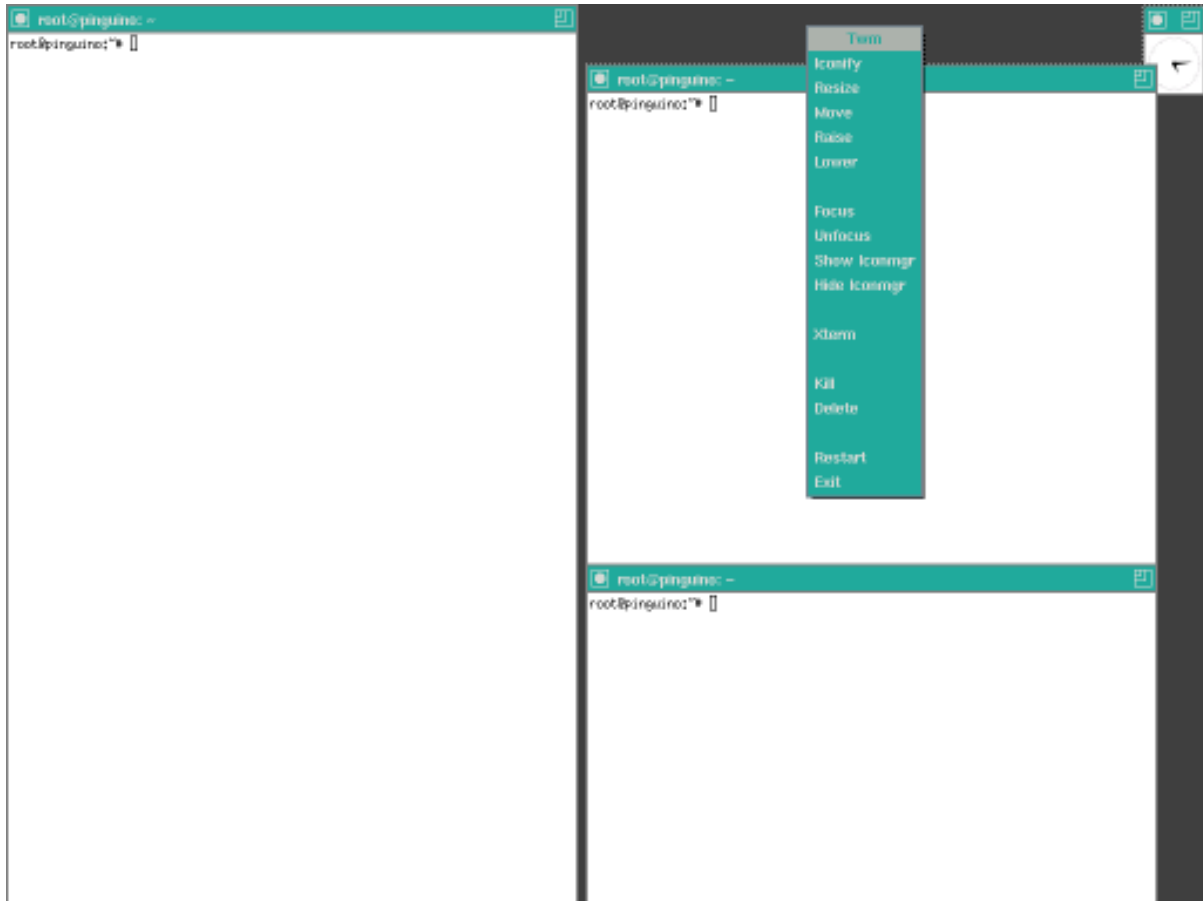 root@pinguino: ~
root@pinguino:~# 
Twm
Iconify
Resize
Move
Raise
Lower
Focus
Unfocus
Show Iconmgr
Hide Iconmgr
Xterm
Kill
Delete
Restart
Exit
root@pinguino: ~
root@pinguino:~# 
root@pinguino: ~
root@pinguino:~#